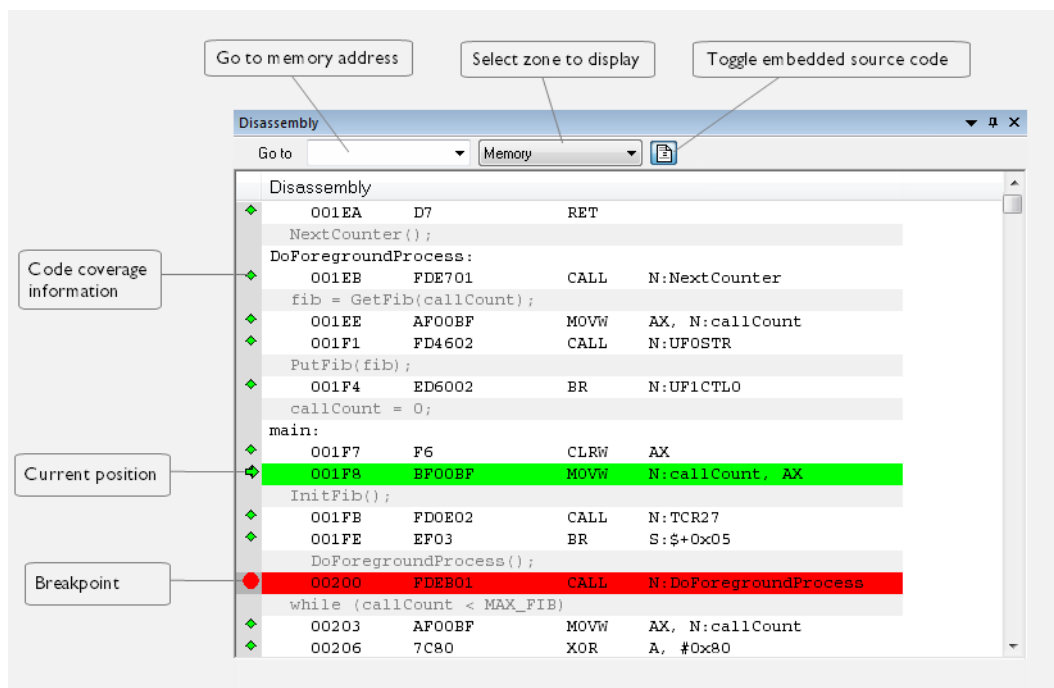 Go to memory address
Select zone to display
Toggle embedded source code
Disassembly
Go to
Memory
Disassembly
001EA D7 RET
NextCounter();
DoForegroundProcess:
Code coverage
information
001EB FDE701 CALL N:NextCounter
fib = GetFib(callCount);
001EE AF00BF MOVW AX, N:callCount
001F1 FD4602 CALL N:UF0STR
PutFib(fib);
001F4 ED6002 BR N:UF1CTL0
callCount = 0;
main:
001F7 F6 CLRW AX
Current position
001F8 BF00BF MOVW N:callCount, AX
InitFib();
001FB FD0E02 CALL N:TCR27
001FE EF03 BR S:$+0x05
DoForegroundProcess();
Breakpoint
00200 FDEB01 CALL N:DoForegroundProcess
while (callCount < MAX_FIB)
00203 AF00BF MOVW AX, N:callCount
00206 7C80 XOR A, #0x80